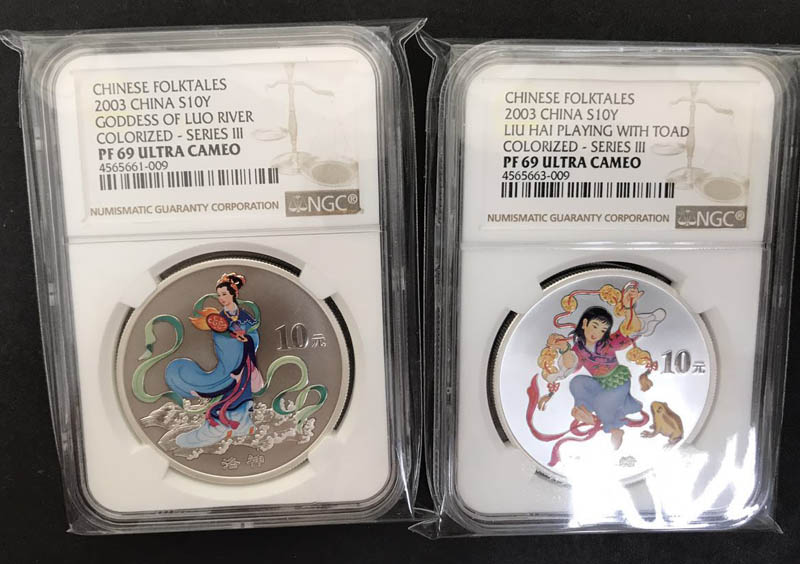 CHINESE FOLKTALES
2003 CHINA S10Y
GODDESS OF LUO RIVER
COLORIZED - SERIES III
PF 69 ULTRA CAMEO
4565661-009
NUMISMATIC GUARANTY CORPORATION
NGC®
10元
洛神
CHINESE FOLKTALES
2003 CHINA S10Y
LIU HAI PLAYING WITH TOAD
COLORIZED - SERIES III
PF 69 ULTRA CAMEO
4565663-009
NUMISMATIC GUARANTY CORPORATION
NGC®
10元